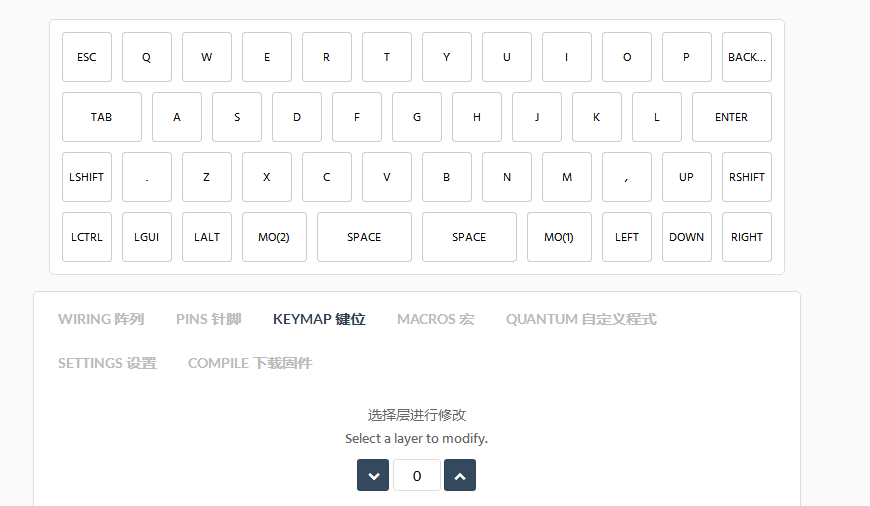 ESC Q W E R T Y U I O P BACK...
TAB A S D F G H J K L ENTER
LSHIFT . Z X C V B N M , UP RSHIFT
LCTRL LGUI LALT MO(2) SPACE SPACE MO(1) LEFT DOWN RIGHT
WIRING 阵列 PINS 针脚 KEYMAP 键位 MACROS 宏 QUANTUM 自定义程式
SETTINGS 设置 COMPILE 下载固件
选择层进行修改
Select a layer to modify.
0